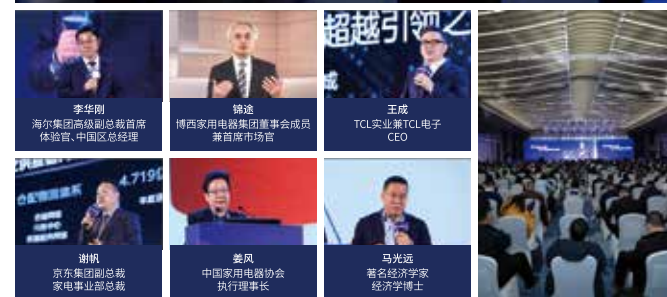 超越引领之
李华刚
海尔集团高级副总裁首席
体验官、中国区总经理
锦途
博西家用电器集团董事会成员
兼首席市场官
王成
TCL实业兼TCL电子
CEO
4.719亿
谢帆
京东集团副总裁
家电事业部总裁
姜风
中国家用电器协会
执行理事长
马光远
著名经济学家
经济学博士